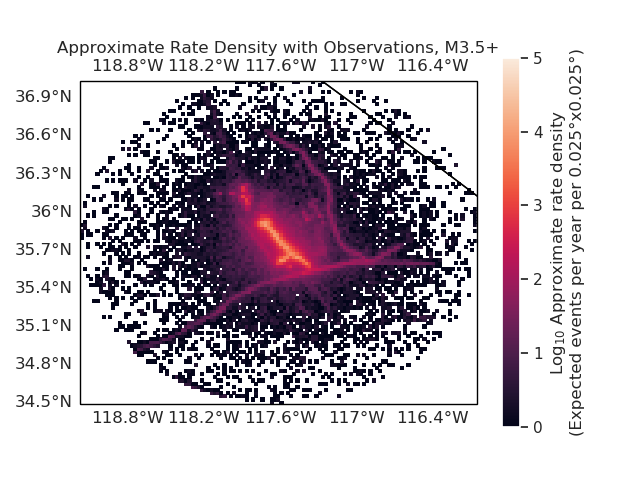 Approximate Rate Density with Observations, M3.5+
118.8°W 118.2°W 117.6°W 117°W 116.4°W
36.9°N
36.6°N
36.3°N
36°N
35.7°N
35.4°N
35.1°N
34.8°N
34.5°N
118.8°W 118.2°W 117.6°W 117°W 116.4°W
5
4
3
2
1
0
Log₁₀ Approximate rate density
(Expected events per year per 0.025°x0.025°)